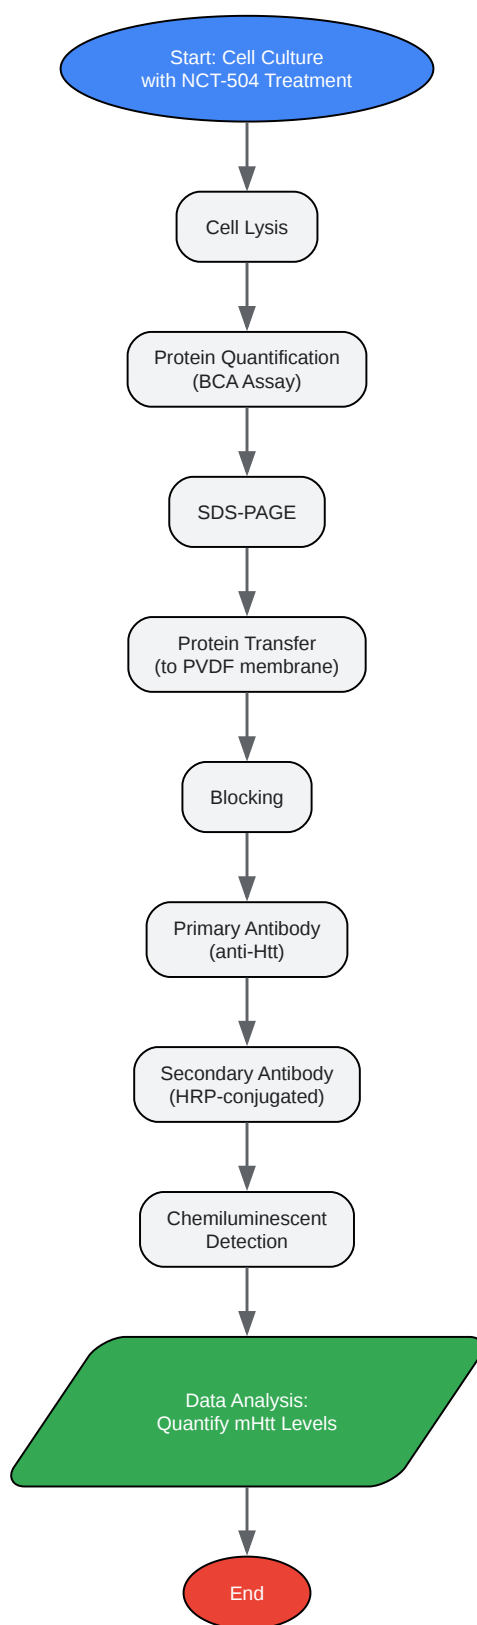 Start: Cell Culture
with NCT-504 Treatment
Cell Lysis
Protein Quantification
(BCA Assay)
SDS-PAGE
Protein Transfer
(to PVDF membrane)
Blocking
Primary Antibody
(anti-Htt)
Secondary Antibody
(HRP-conjugated)
Chemiluminescent
Detection
Data Analysis:
Quantify mHtt Levels
End